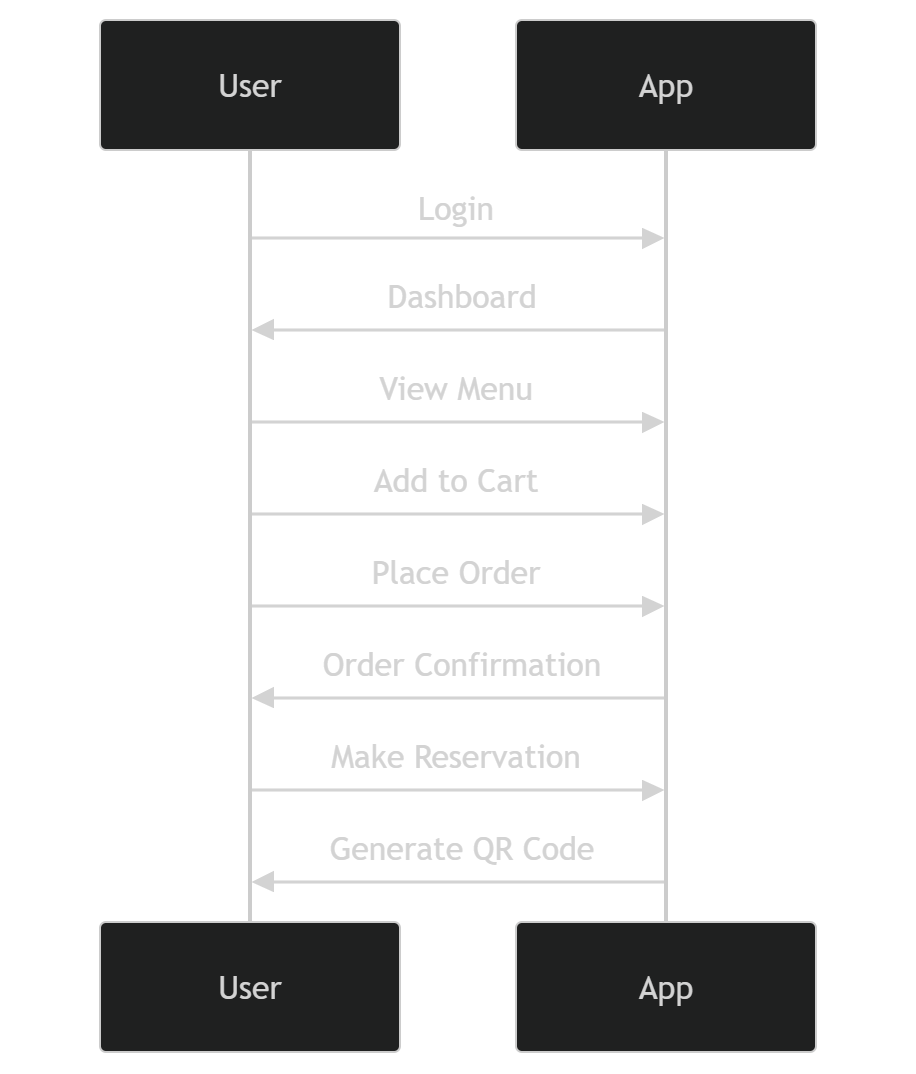 User
App
Login
Dashboard
View Menu
Add to Cart
Place Order
Order Confirmation
Make Reservation
Generate QR Code
User
App